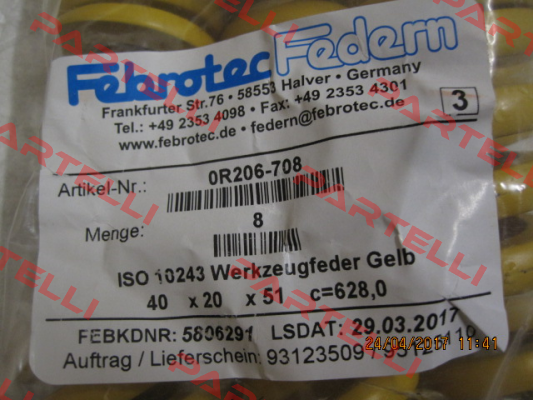 Febrotec Federn
Frankfurter Str.76 • 58553 Halver • Germany
Tel.: +49 2353 4098 • Fax: +49 2353 4301
www.febrotec.de • federn@febrotec.de
3
Artikel-Nr.: 0R206-708
Menge: 8
ISO 10243 Werkzeugfeder Gelb
40 x 20 x 51 c=628,0
FEBKDNR: 5806291 LSDAT: 29.03.2017
Auftrag / Lieferschein: 931235091
24/04/2017 11:41
PARTELLI